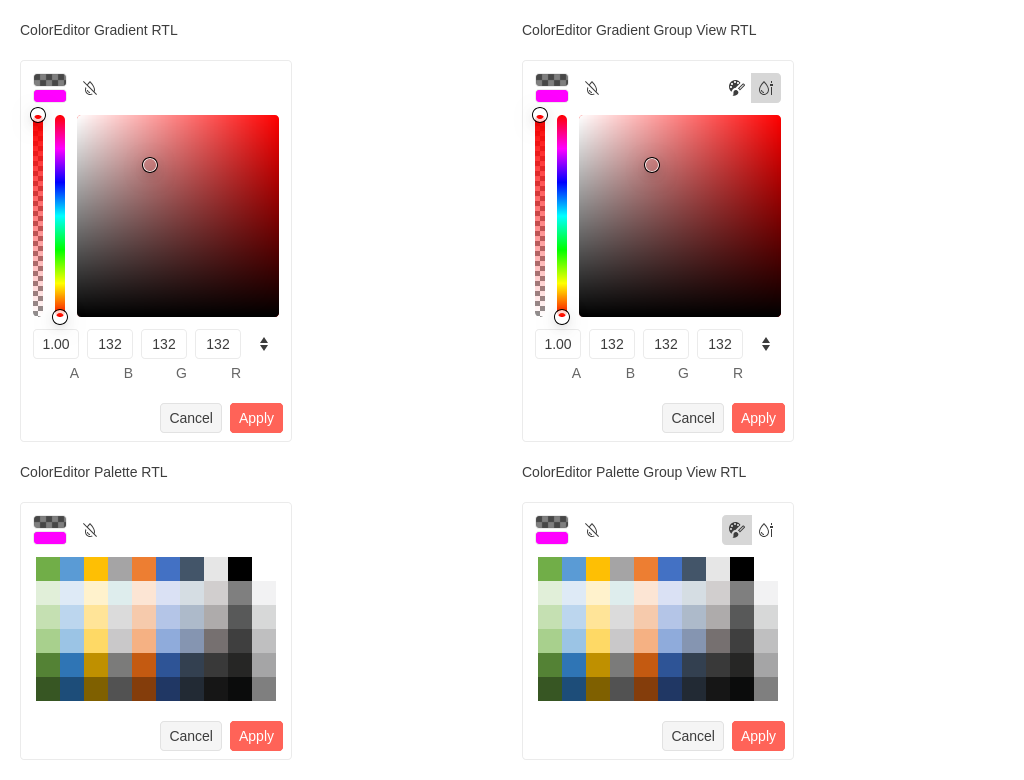 ColorEditor Gradient RTL
1.00 132 132 132
A B G R
Cancel Apply
ColorEditor Gradient Group View RTL
1.00 132 132 132
A B G R
Cancel Apply
ColorEditor Palette RTL
Cancel Apply
ColorEditor Palette Group View RTL
Cancel Apply